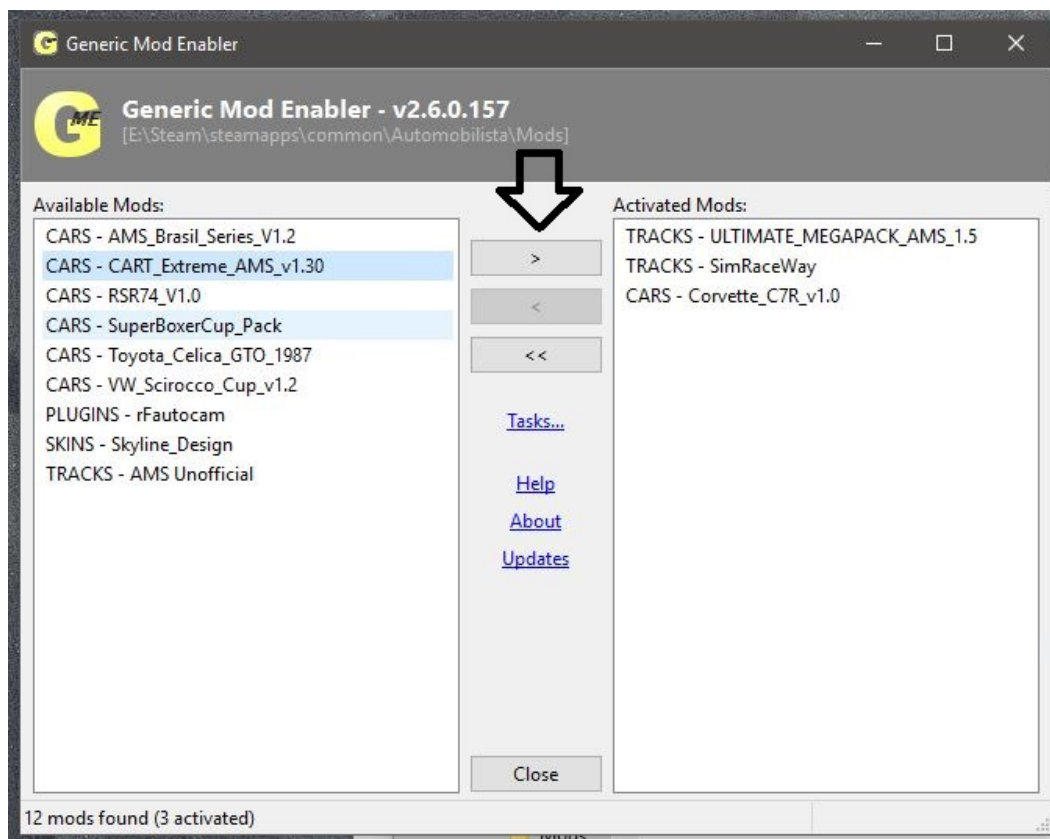 Generic Mod Enabler
GME
Generic Mod Enabler - v2.6.0.157
[E:\Steam\steamapps\common\Automobilista\Mods]
Available Mods:
CARS - AMS_Brasil_Series_V1.2
CARS - CART_Extreme_AMS_v1.30
CARS - RSR74_V1.0
CARS - SuperBoxerCup_Pack
CARS - Toyota_Celica_GTO_1987
CARS - VW_Scirocco_Cup_v1.2
PLUGINS - rFautocam
SKINS - Skyline_Design
TRACKS - AMS Unofficial
>
<
<<
Tasks...
Help
About
Updates
Close
Activated Mods:
TRACKS - ULTIMATE_MEGAPACK_AMS_1.5
TRACKS - SimRaceWay
CARS - Corvette_C7R_v1.0
12 mods found (3 activated)